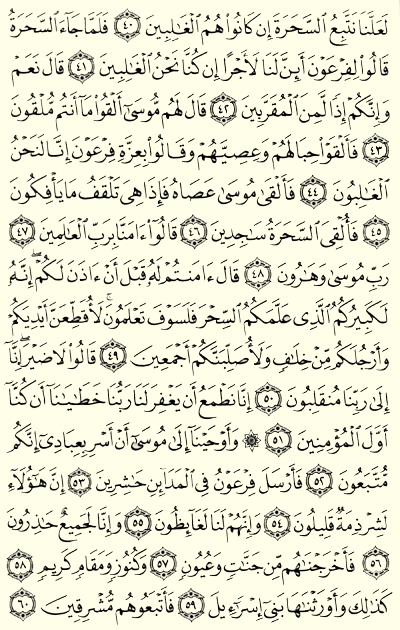 لَعَلَّنَا نَتَّبِعُ ٱلسَّحَرَةَ إِن كَانُوا۟ هُمُ ٱلْغَـٰلِبِينَ ٤٠ فَلَمَّا جَآءَ ٱلسَّحَرَةُ
قَالُوا۟ لِفِرْعَوْنَ أَئِنَّ لَنَا لَأَجْرًا إِن كُنَّا نَحْنُ ٱلْغَـٰلِبِينَ ٤١ قَالَ نَعَمْ
وَإِنَّكُمْ إِذًا لَّمِنَ ٱلْمُقَرَّبِينَ ٤٢ قَالَ لَهُم مُّوسَىٰٓ أَلْقُوا۟ مَآ أَنتُم مُّلْقُونَ
٤٣ فَأَلْقَوْا۟ حِبَالَهُمْ وَعِصِيَّهُمْ وَقَالُوا۟ بِعِزَّةِ فِرْعَوْنَ إِنَّا لَنَحْنُ
ٱلْغَـٰلِبُونَ ٤٤ فَأَلْقَىٰ مُوسَىٰ عَصَاهُ فَإِذَا هِىَ تَلْقَفُ مَا يَأْفِكُونَ
٤٥ فَأُلْقِىَ ٱلسَّحَرَةُ سَـٰجِدِينَ ٤٦ قَالُوٓا۟ ءَامَنَّا بِرَبِّ ٱلْعَـٰلَمِينَ ٤٧
رَبِّ مُوسَىٰ وَهَـٰرُونَ ٤٨ قَالَ ءَامَنتُمْ لَهُۥ قَبْلَ أَنْ ءَاذَنَ لَكُمْ ۖ إِنَّهُۥ
لَكَبِيرُكُمُ ٱلَّذِى عَلَّمَكُمُ ٱلسِّحْرَ فَلَسَوْفَ تَعْلَمُونَ ۚ لَأُقَطِّعَنَّ أَيْدِيَكُمْ
وَأَرْجُلَكُم مِّنْ خِلَـٰفٍ وَلَأُصَلِّبَنَّكُمْ أَجْمَعِينَ ٤٩ قَالُوا۟ لَا ضَيْرَ ۖ إِنَّآ
إِلَىٰ رَبِّنَا مُنقَلِبُونَ ٥٠ إِنَّا نَطْمَعُ أَن يَغْفِرَ لَنَا رَبُّنَا خَطَـٰيَـٰنَآ أَن كُنَّآ
أَوَّلَ ٱلْمُؤْمِنِينَ ٥١ ۞ وَأَوْحَيْنَآ إِلَىٰ مُوسَىٰٓ أَنْ أَسْرِ بِعِبَادِىٓ إِنَّكُم
مُّتَّبَعُونَ ٥٢ فَأَرْسَلَ فِرْعَوْنُ فِى ٱلْمَدَآئِنِ حَـٰشِرِينَ ٥٣ إِنَّ هَـٰٓؤُلَآءِ
لَشِرْذِمَةٌ قَلِيلُونَ ٥٤ وَإِنَّهُمْ لَنَا لَغَآئِظُونَ ٥٥ وَإِنَّا لَجَمِيعٌ حَـٰذِرُونَ
٥٦ فَأَخْرَجْنَـٰهُم مِّن جَنَّـٰتٍ وَعُيُونٍ ٥٧ وَكُنُوزٍ وَمَقَامٍ كَرِيمٍ ٥٨
كَذَٰلِكَ وَأَوْرَثْنَـٰهَا بَنِىٓ إِسْرَٰٓءِيلَ ٥٩ فَأَتْبَعُوهُم مُّشْرِقِينَ ٦٠